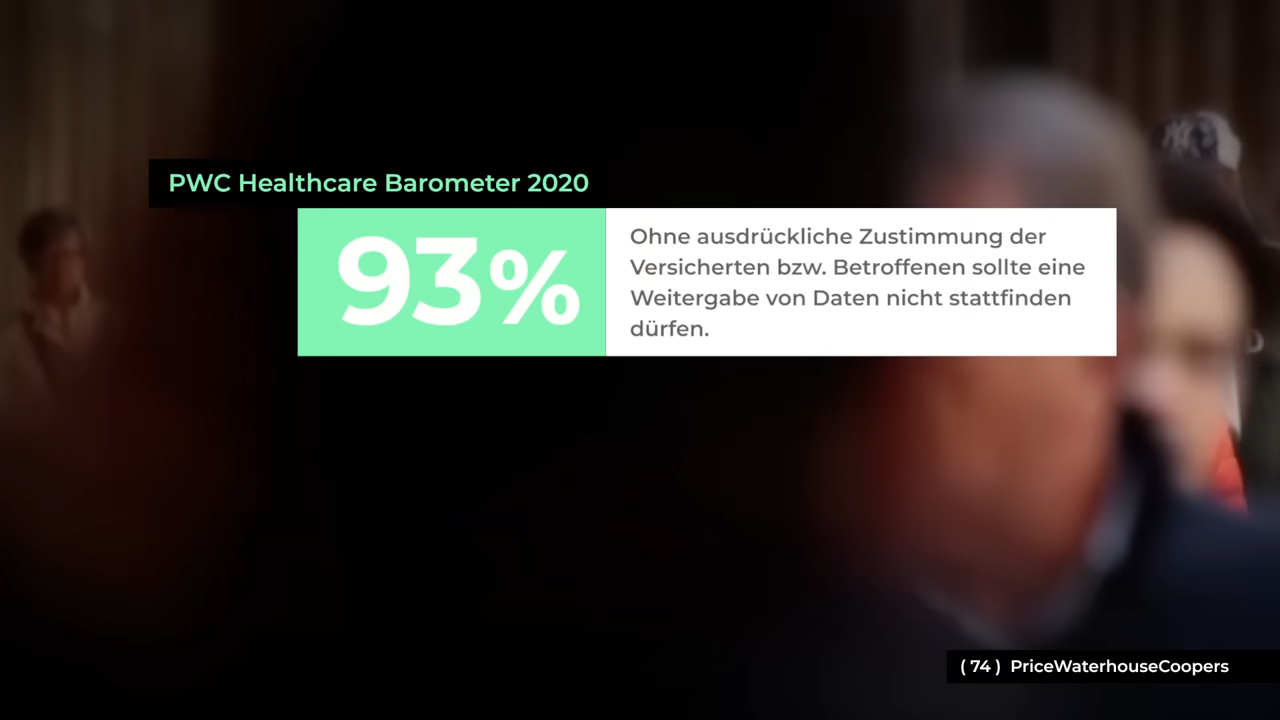 PWC Healthcare Barometer 2020
93%
Ohne ausdrückliche Zustimmung der
Versicherten bzw. Betroffenen sollte eine
Weitergabe von Daten nicht stattfinden
dürfen.
( 74 ) PriceWaterhouseCoopers